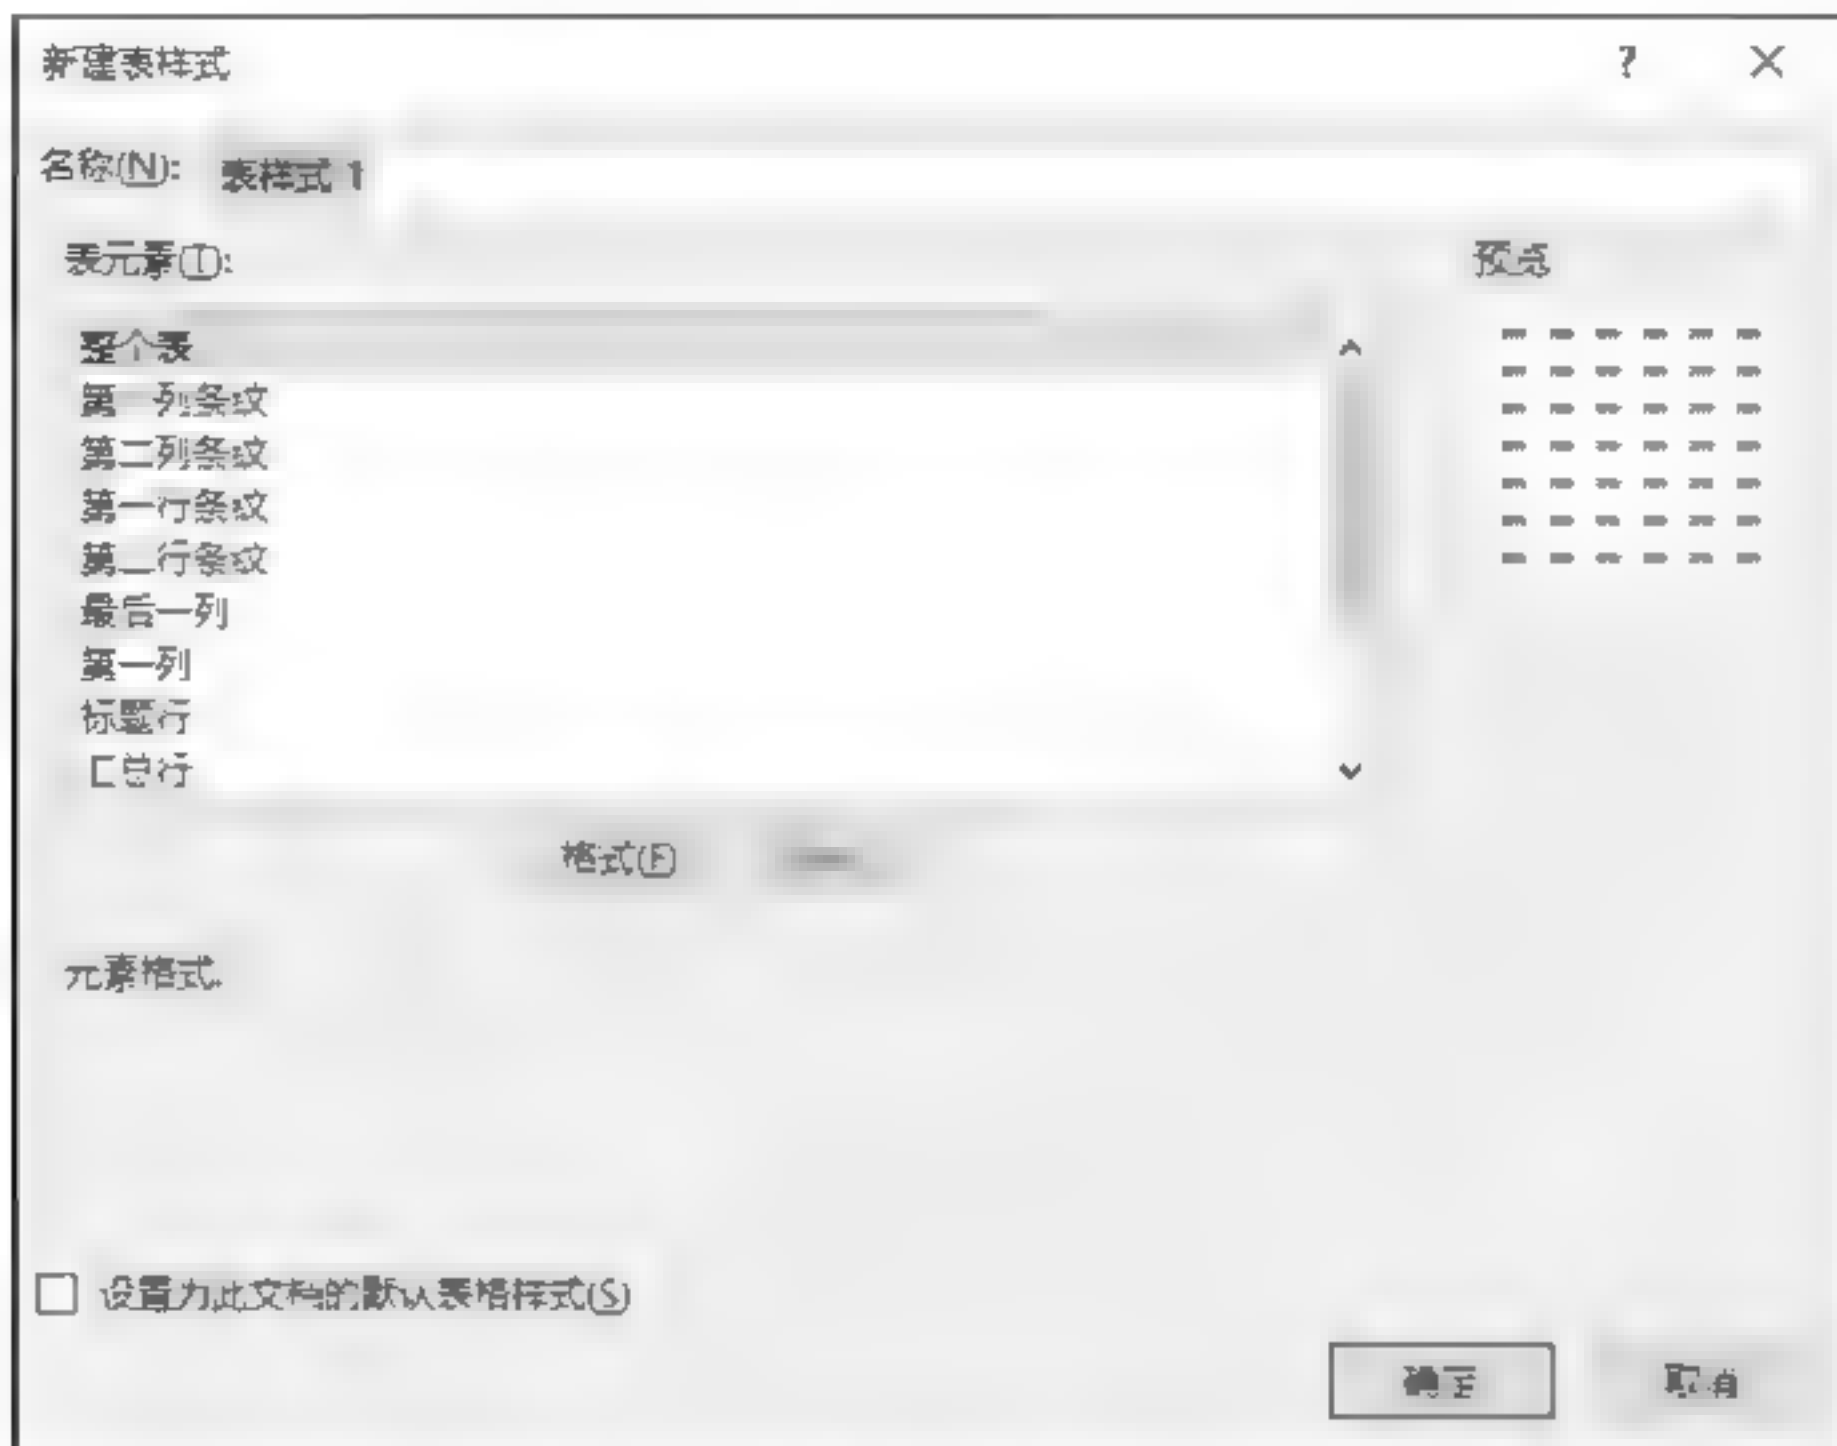 新建表样式 ?
名称(N): 表样式 1
表元素(T): 预览
整个表
第一列条纹
第二列条纹
第一行条纹
第二行条纹
最后一列
第一列
标题行
汇总行
格式(F)
元素格式:
设置为此文档的默认表格样式(S)
确定 取消